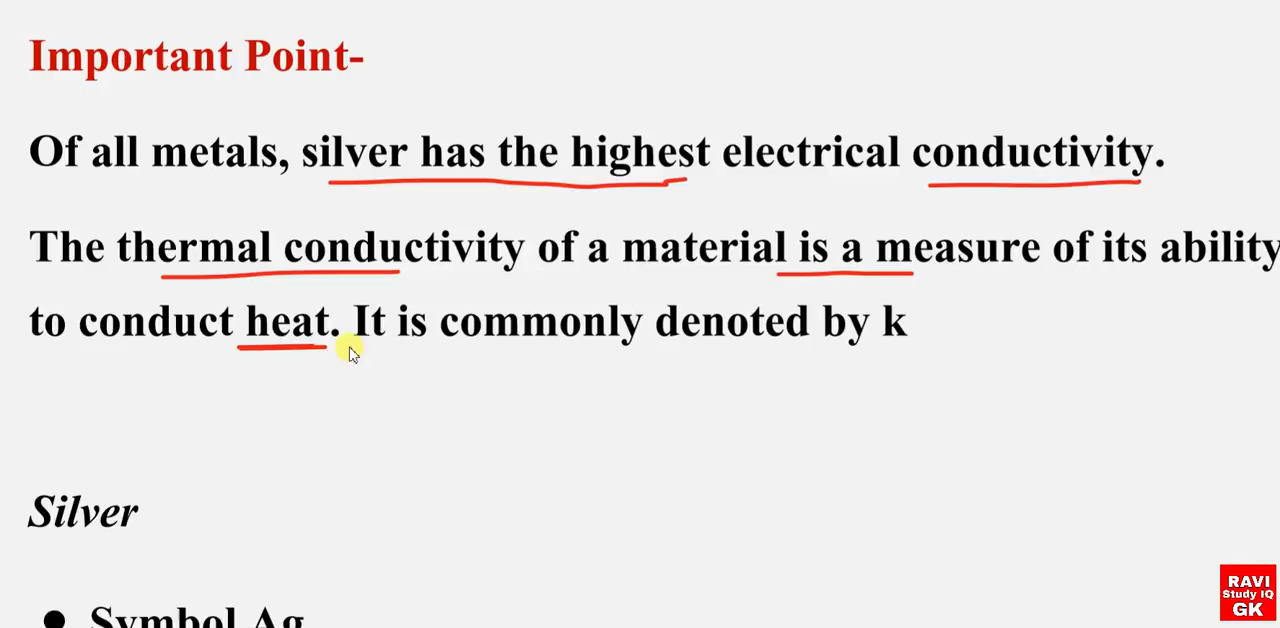 Important Point-
Of all metals, silver has the highest electrical conductivity.
The thermal conductivity of a material is a measure of its ability
to conduct heat. It is commonly denoted by k
Silver
● Symbol Ag
RAVI
Study IQ
GK